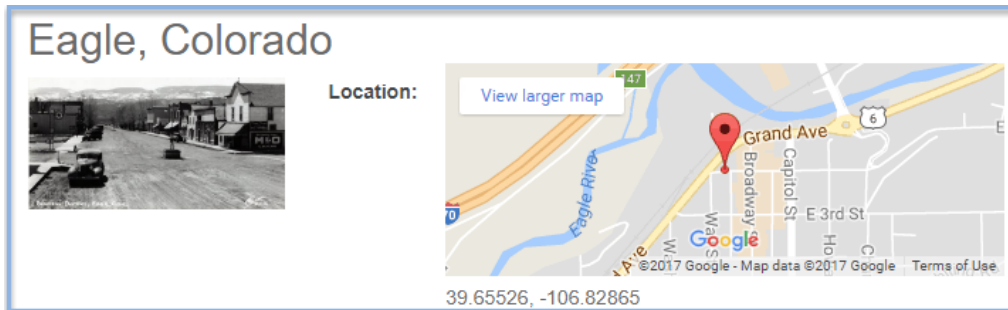 Eagle, Colorado
Location:
View larger map
147
6
Grand Ave
Broadway S
Capitol St
Eagle River
E
70
E 3rd St
Wa
Google
©2017 Google - Map data ©2017 Google Terms of Use
39.65526, -106.82865